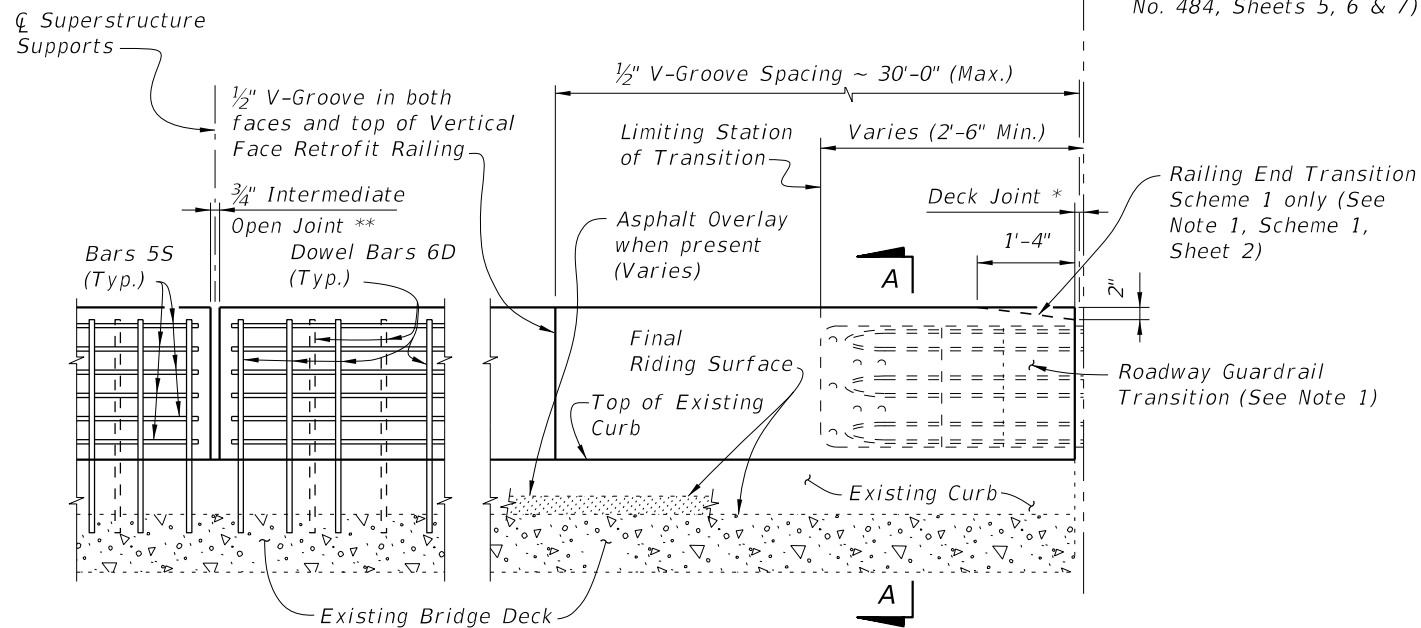 No. 484, Sheets 5, 6 & 7)
℄ Superstructure
Supports
½" V-Groove in both
faces and top of Vertical
Face Retrofit Railing
½" V-Groove Spacing ~ 30'-0" (Max.)
Limiting Station
of Transition
Varies (2'-6" Min.)
¾" Intermediate
Open Joint **
Deck Joint *
Railing End Transition
Scheme 1 only (See
Note 1, Scheme 1,
Sheet 2)
Asphalt Overlay
when present
(Varies)
Bars 5S
(Typ.)
Dowel Bars 6D
(Typ.)
A
1'-4"
2"
Final
Riding Surface
Roadway Guardrail
Transition (See Note 1)
Top of Existing
Curb
Existing Curb
A
Existing Bridge Deck